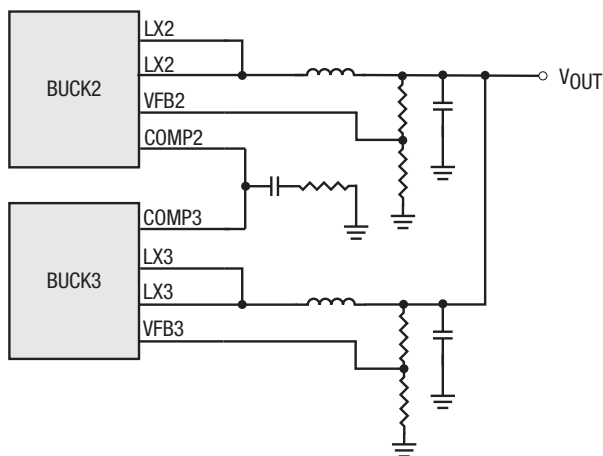 LX2
LX2
BUCK2
VFB2
COMP2
VOUT
COMP3
LX3
BUCK3
LX3
VFB3